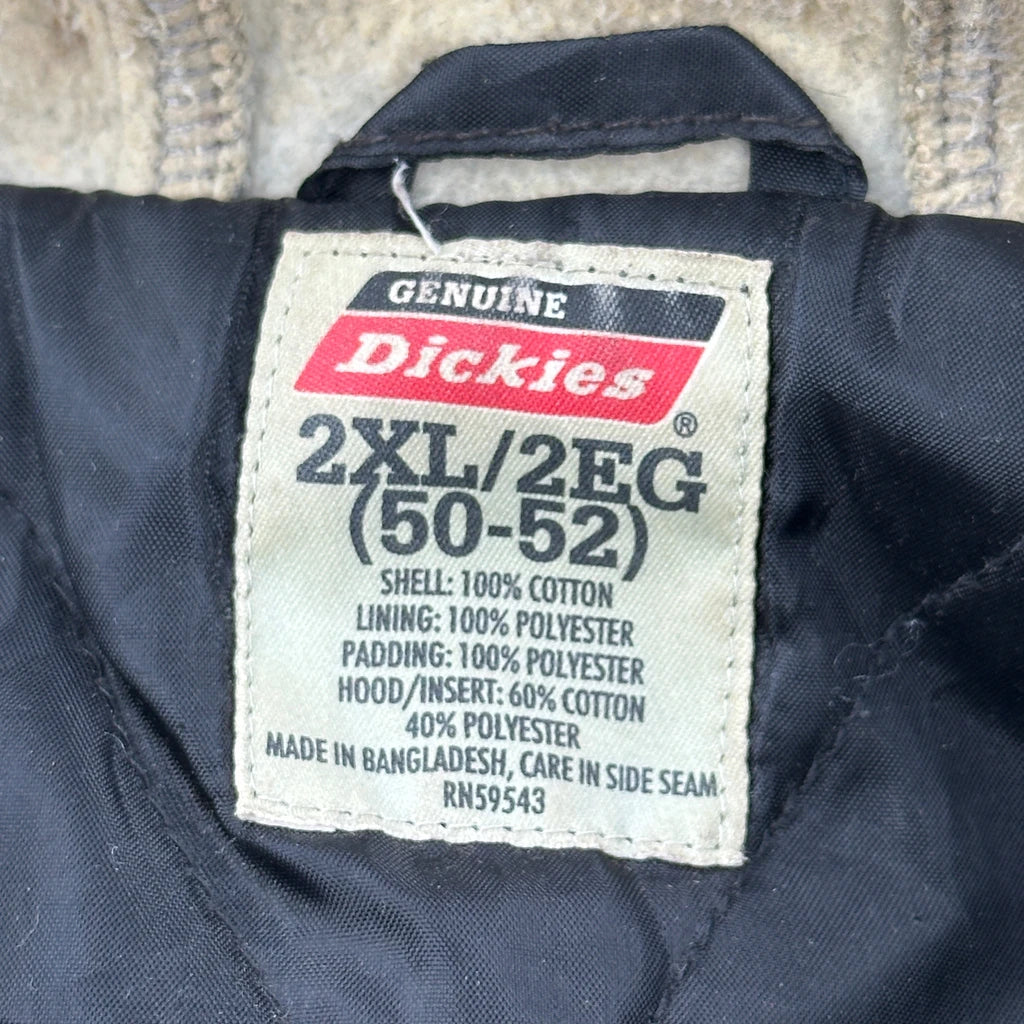 GENUINE
Dickies
®
2XL/2EG
(50-52)
SHELL: 100% COTTON
LINING: 100% POLYESTER
PADDING: 100% POLYESTER
HOOD/INSERT: 60% COTTON
40% POLYESTER
MADE IN BANGLADESH, CARE IN SIDE SEAM
RN59543